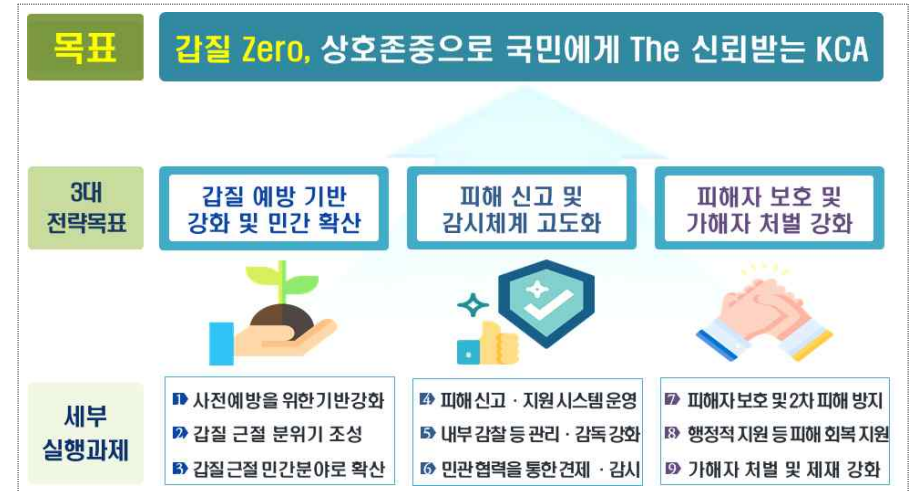 목표
갑질 Zero, 상호존중으로 국민에게 The 신뢰받는 KCA
3대
전략목표
갑질 예방 기반
강화 및 민간 확산
피해 신고 및
감시체계 고도화
피해자 보호 및
가해자 처벌 강화
세부
실행과제
1 사전예방을 위한 기반강화
2 갑질 근절 분위기 조성
3 갑질근절 민간분야로 확산
4 피해신고ㆍ지원시스템 운영
5 내부감찰 등 관리ㆍ감독 강화
6 민관협력을 통한 견제ㆍ감시
7 피해자 보호 및 2차 피해 방지
8 행정적 지원 등 피해 회복 지원
9 가해자 처벌 및 제재 강화